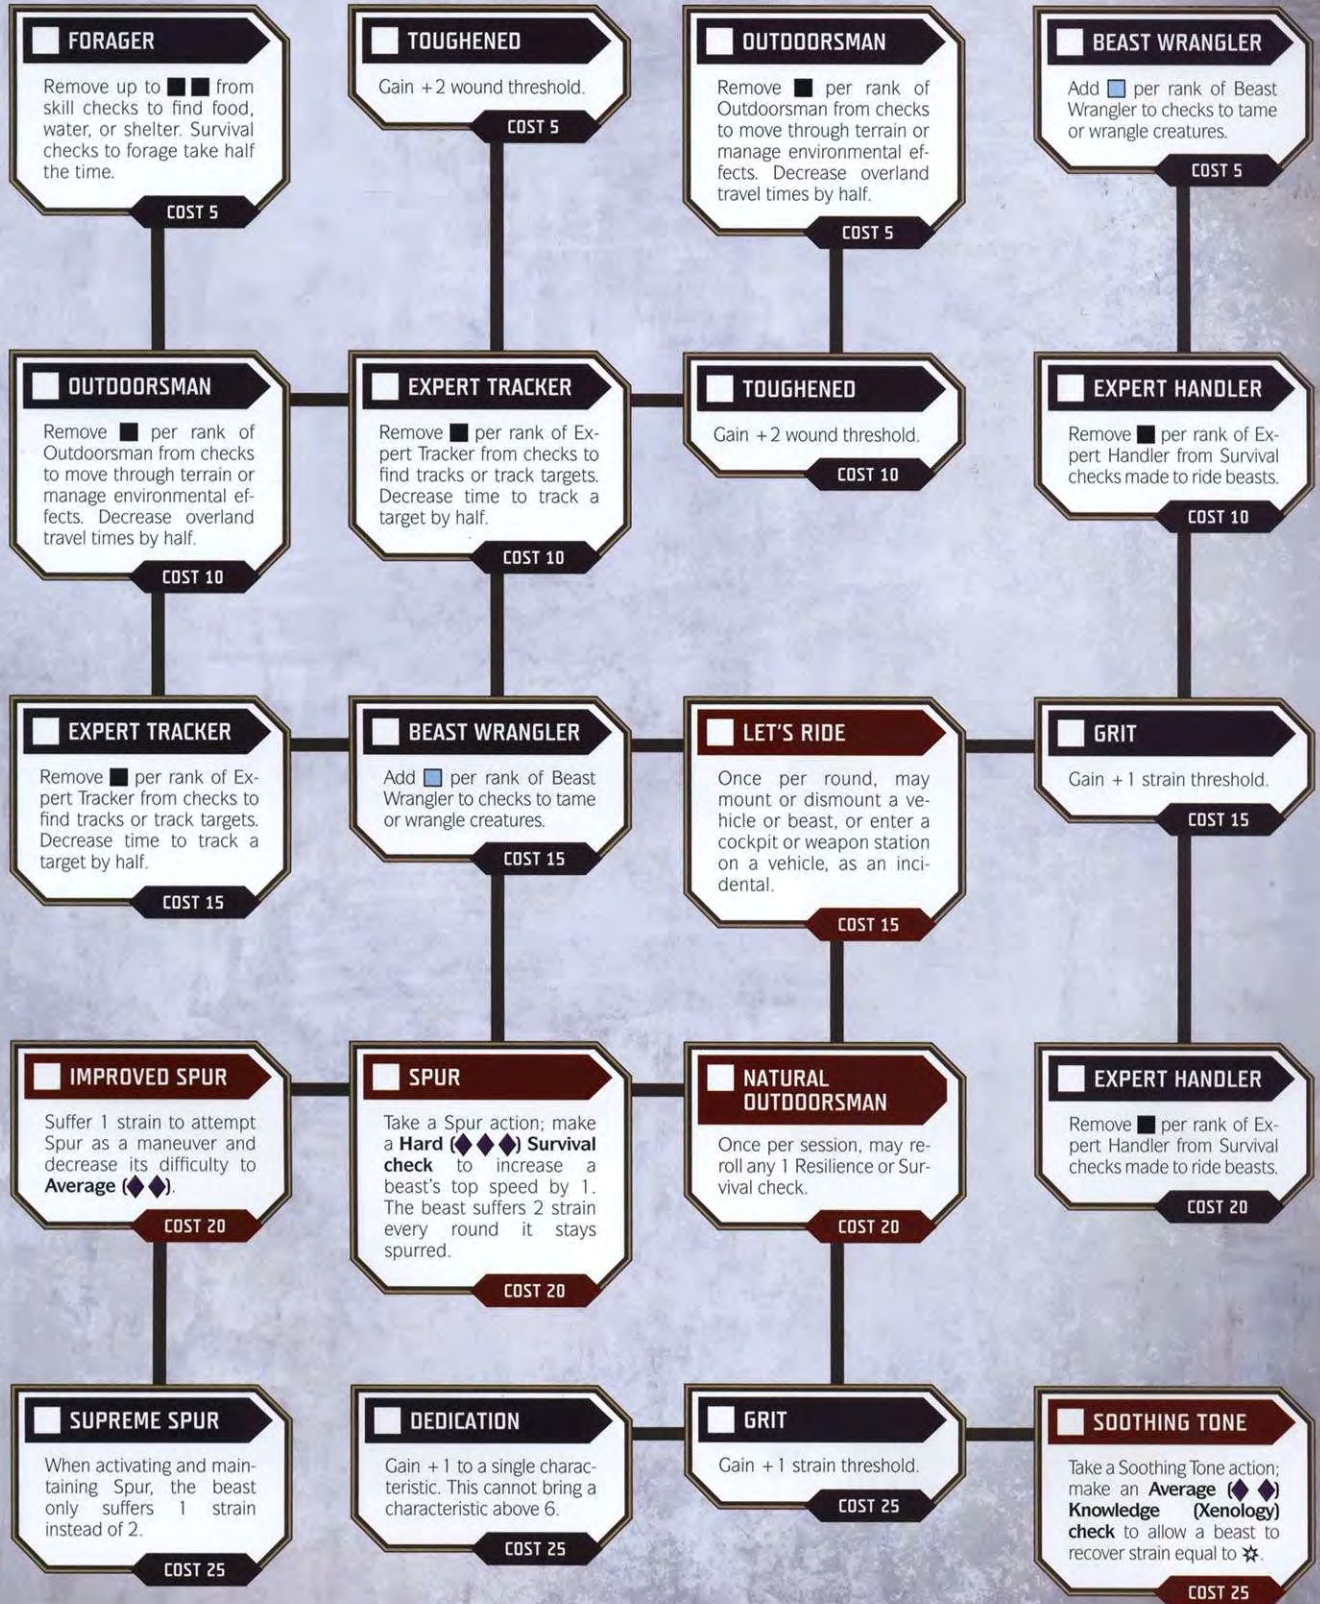 FORAGER
Remove up to ■ ■ from
skill checks to find food,
water, or shelter. Survival
checks to forage take half
the time.
COST 5
TOUGHENED
Gain +2 wound threshold.
COST 5
OUTDOORSMAN
Remove ■ per rank of
Outdoorsman from checks
to move through terrain or
manage environmental ef-
fects. Decrease overland
travel times by half.
COST 5
BEAST WRANGLER
Add □ per rank of Beast
Wrangler to checks to tame
or wrangle creatures.
COST 5
OUTDOORSMAN
Remove ■ per rank of
Outdoorsman from checks
to move through terrain or
manage environmental ef-
fects. Decrease overland
travel times by half.
COST 10
EXPERT TRACKER
Remove ■ per rank of Ex-
pert Tracker from checks to
find tracks or track targets.
Decrease time to track a
target by half.
COST 10
TOUGHENED
Gain +2 wound threshold.
COST 10
EXPERT HANDLER
Remove ■ per rank of Ex-
pert Handler from Survival
checks made to ride beasts.
COST 10
EXPERT TRACKER
Remove ■ per rank of Ex-
pert Tracker from checks to
find tracks or track targets.
Decrease time to track a
target by half.
COST 15
BEAST WRANGLER
Add □ per rank of Beast
Wrangler to checks to tame
or wrangle creatures.
COST 15
LET'S RIDE
Once per round, may
mount or dismount a ve-
hicle or beast, or enter a
cockpit or weapon station
on a vehicle, as an inci-
dental.
COST 15
GRIT
Gain +1 strain threshold.
COST 15
IMPROVED SPUR
Suffer 1 strain to attempt
Spur as a maneuver and
decrease its difficulty to
Average (◆ ◆).
COST 20
SPUR
Take a Spur action; make
a Hard (◆ ◆ ◆) Survival
check to increase a
beast's top speed by 1.
The beast suffers 2 strain
every round it stays
spurred.
COST 20
NATURAL
OUTDOORSMAN
Once per session, may re-
roll any 1 Resilience or Sur-
vival check.
COST 20
EXPERT HANDLER
Remove ■ per rank of Ex-
pert Handler from Survival
checks made to ride beasts.
COST 20
SUPREME SPUR
When activating and main-
taining Spur, the beast
only suffers 1 strain
instead of 2.
COST 25
DEDICATION
Gain +1 to a single charac-
teristic. This cannot bring a
characteristic above 6.
COST 25
GRIT
Gain +1 strain threshold.
COST 25
SOOTHING TONE
Take a Soothing Tone action;
make an Average (◆ ◆)
Knowledge (Xenology)
check to allow a beast to
recover strain equal to ✲.
COST 25